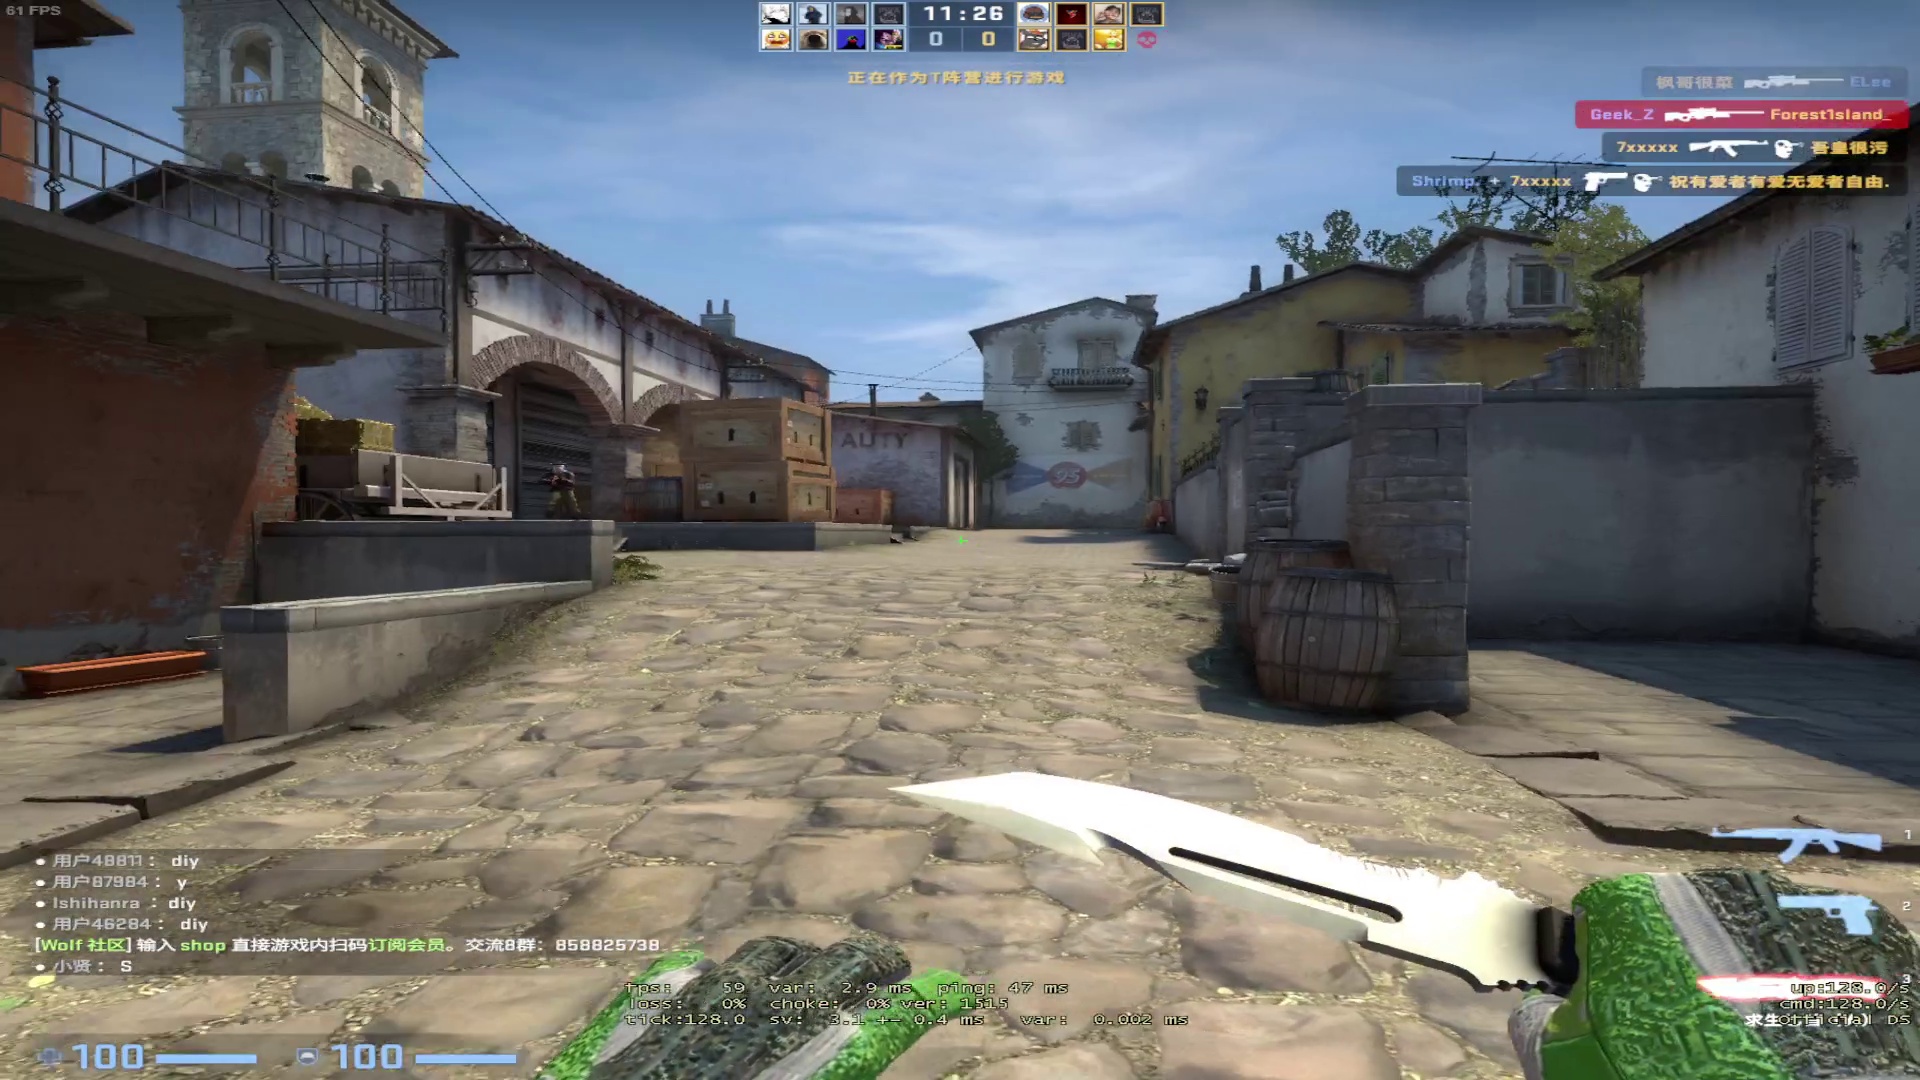 61 FPS
11:26
0 0
正在作为T阵营进行游戏
枫哥很菜 ELse
Geek_Z Forest1sland_
7xxxxx 吾皇很污
Shrimp + 7xxxxx 祝有爱者有爱无爱者自由.
AUTY
95
1
2
3
用户48811： diy
用户87984： y
Ishihanra： diy
用户46284： diy
[Wolf 社区] 输入 shop 直接游戏内扫码订阅会员。交流8群：858825738
小贤： S
fps: 59 var: 2.9 ms ping: 47 ms
loss: 0% choke: 0% ver: 1515
tick:128.0 sv: 3.1 +- 0.4 ms var: 0.002 ms
up:128.0/s
cmd:128.0/s
Official DS
100 100